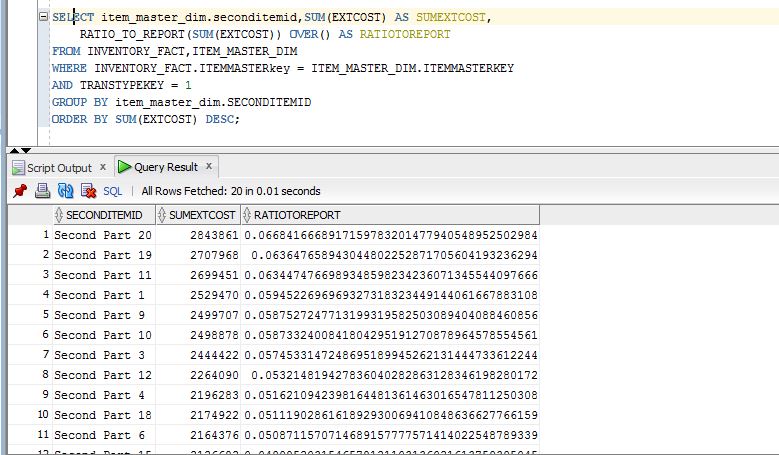 SELECT item_master_dim.seconditemid,SUM(EXTCOST) AS SUMEXTCOST,
RATIO_TO_REPORT(SUM(EXTCOST)) OVER() AS RATIOTOREPORT
FROM INVENTORY_FACT,ITEM_MASTER_DIM
WHERE INVENTORY_FACT.ITEMMASTERkey = ITEM_MASTER_DIM.ITEMMASTERKEY
AND TRANSTYPEKEY = 1
GROUP BY item_master_dim.SECONDITEMID
ORDER BY SUM(EXTCOST) DESC;
Script Output x Query Result x
SQL | All Rows Fetched: 20 in 0.01 seconds
SECONDITEMID SUMEXTCOST RATIOTOREPORT
1 Second Part 20 2843861 0.0668416668917159783201477940548952502984
2 Second Part 19 2707968 0.063647658943044802252871705604193236294
3 Second Part 11 2699451 0.0634474766989348598234236071345544097666
4 Second Part 1 2529470 0.0594522696969327318323449144061667883108
5 Second Part 9 2499707 0.0587527247713199319582503089404088460856
6 Second Part 10 2498878 0.0587332400841804295191270878964578554561
7 Second Part 3 2444422 0.0574533147248695189945262131444733612244
8 Second Part 12 2264090 0.053214819427836040282863128346198280172
9 Second Part 4 2196283 0.0516210942398164481361463016547811250308
10 Second Part 18 2174922 0.0511190286161892930069410848636627766159
11 Second Part 6 2164376 0.0508711570714689157777571414022548789339